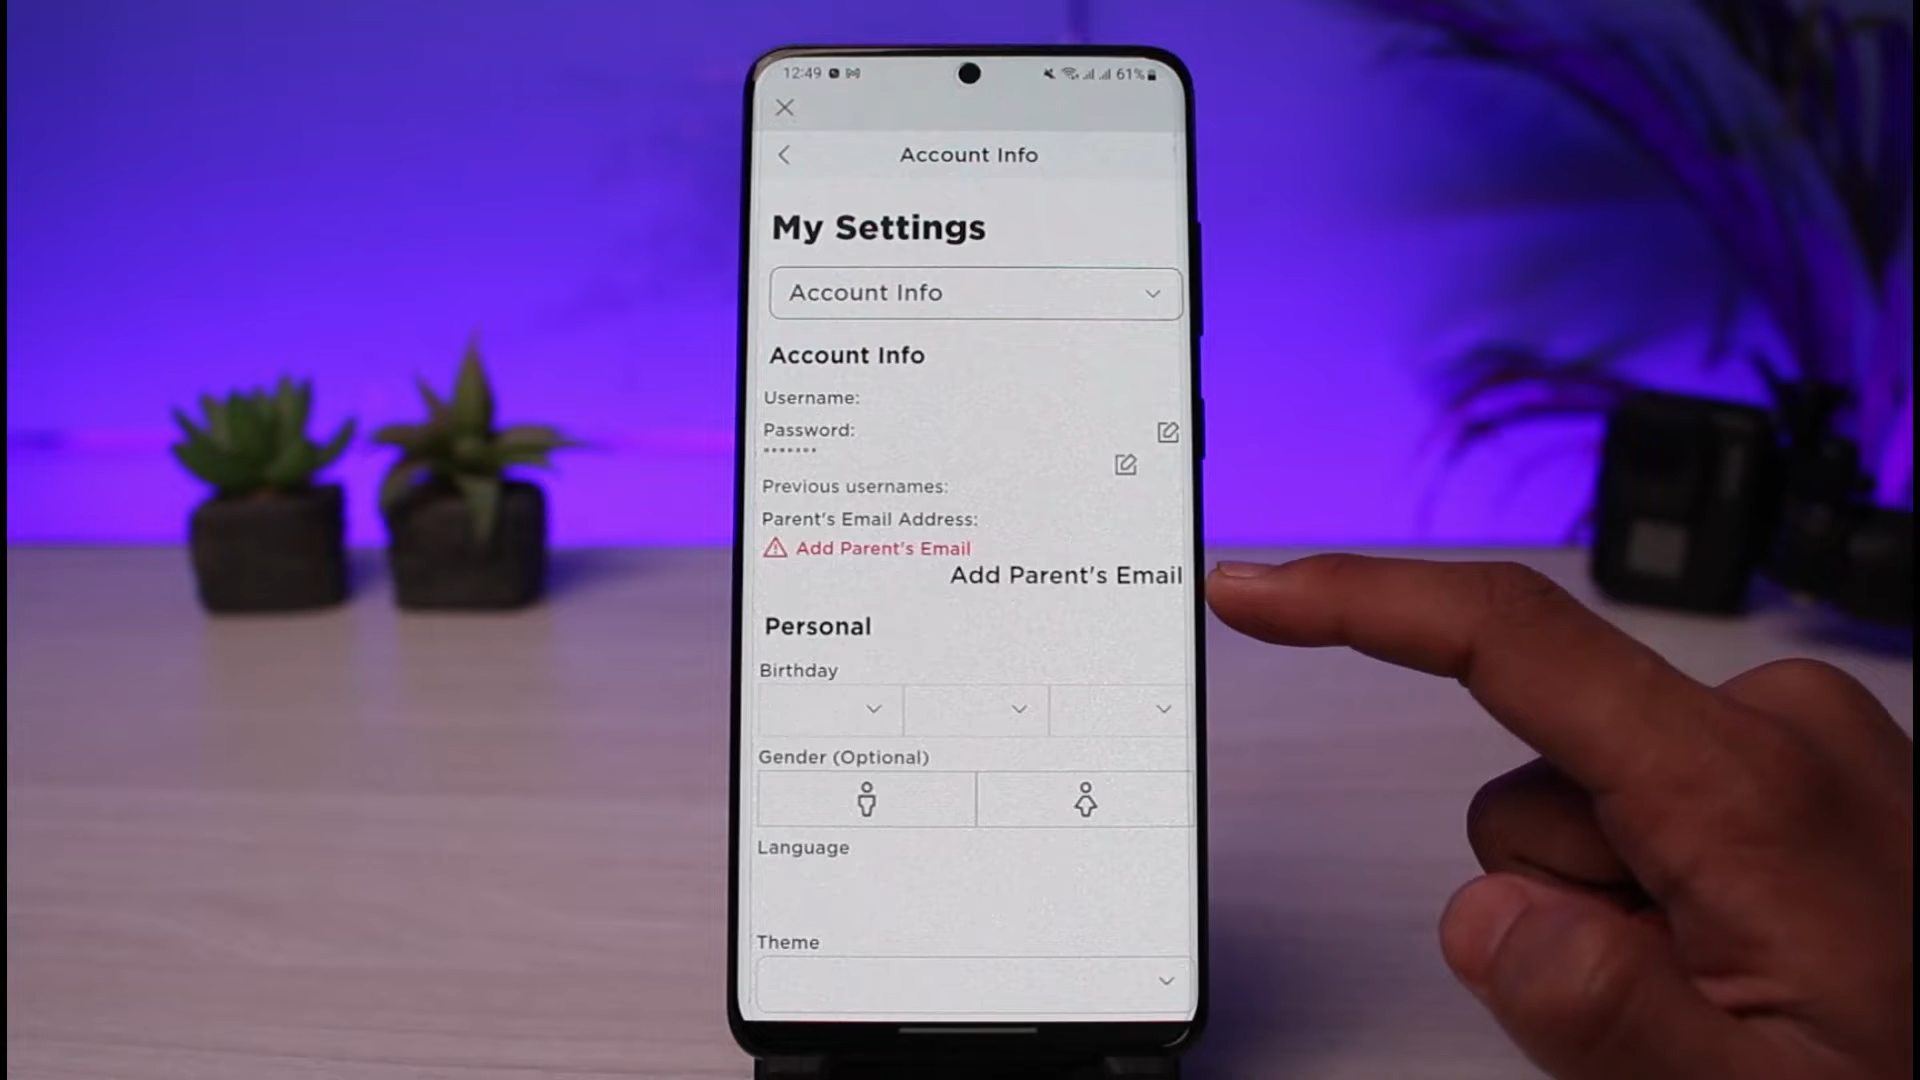 12:49
61%
Account Info
My Settings
Account Info
Account Info
Username:
Password:
•••••••
Previous usernames:
Parent's Email Address:
Add Parent's Email
Add Parent's Email
Personal
Birthday
Gender (Optional)
Language
Theme